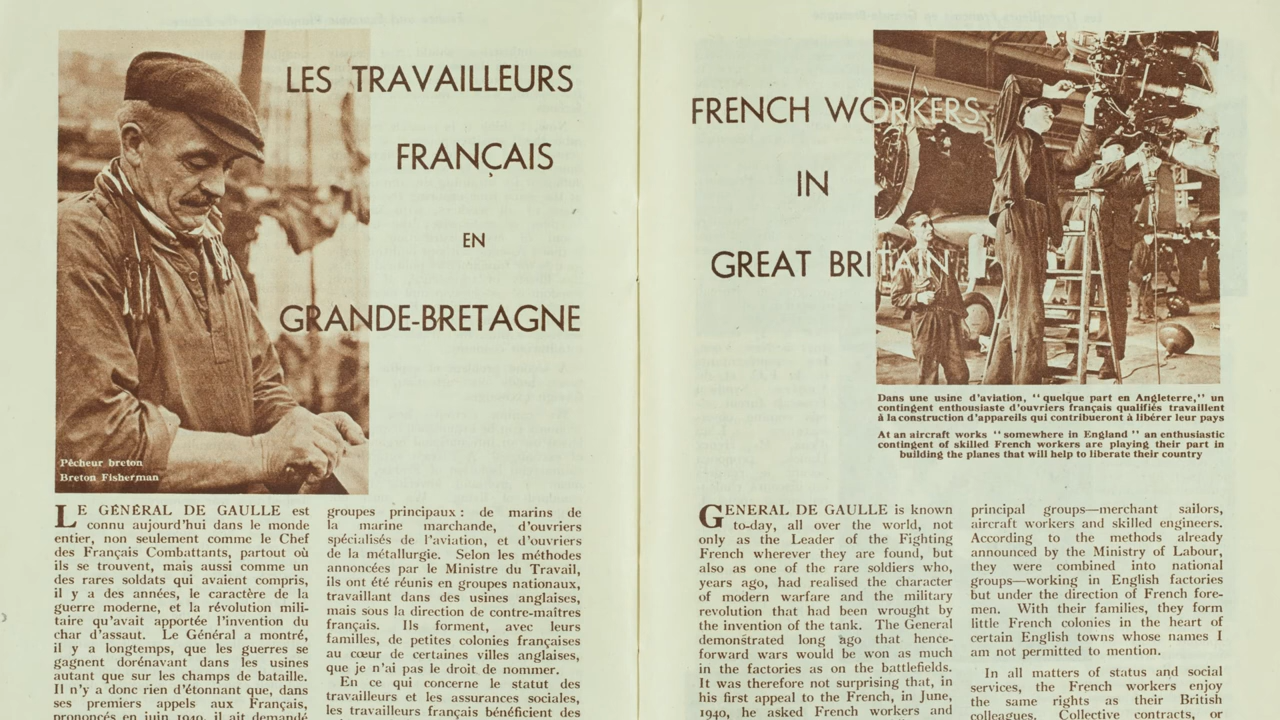 LES TRAVAILLEURS
FRANÇAIS
EN
GRANDE-BRETAGNE
Pêcheur breton
Breton Fisherman
LE GÉNÉRAL DE GAULLE est
connu aujourd'hui dans le monde
entier, non seulement comme le Chef
des Français Combattants, partout où
ils se trouvent, mais aussi comme un
des rares soldats qui avaient compris,
il y a des années, le caractère de la
guerre moderne, et la révolution mili-
taire qu'avait apportée l'invention du
char d'assaut. Le Général a montré,
il y a longtemps, que les guerres se
gagnent dorénavant dans les usines
autant que sur les champs de bataille.
Il n'y a donc rien d'étonnant que, dans
ses premiers appels aux Français,
prononcés en juin 1940, il ait demandé
groupes principaux : de marins de
la marine marchande, d'ouvriers
spécialisés de l'aviation, et d'ouvriers
de la métallurgie. Selon les méthodes
annoncées par le Ministre du Travail,
ils ont été réunis en groupes nationaux,
travaillant dans des usines anglaises,
mais sous la direction de contre-maîtres
français. Ils forment, avec leurs
familles, de petites colonies françaises
au cœur de certaines villes anglaises,
que je n'ai pas le droit de nommer.
En ce qui concerne le statut des
travailleurs et les assurances sociales,
les travailleurs français bénéficient des
FRENCH WORKERS
IN
GREAT BRITAIN
Dans une usine d'aviation, "quelque part en Angleterre," un
contingent enthousiaste d'ouvriers français qualifiés travaillent
à la construction d'appareils qui contribueront à libérer leur pays
At an aircraft works "somewhere in England" an enthusiastic
contingent of skilled French workers are playing their part in
building the planes that will help to liberate their country
GENERAL DE GAULLE is known
to-day, all over the world, not
only as the Leader of the Fighting
French wherever they are found, but
also as one of the rare soldiers who,
years ago, had realised the character
of modern warfare and the military
revolution that had been wrought by
the invention of the tank. The General
demonstrated long ago that hence-
forward wars would be won as much
in the factories as on the battlefields.
It was therefore not surprising that, in
his first appeal to the French, in June,
1940, he asked French workers and
principal groups—merchant sailors,
aircraft workers and skilled engineers.
According to the methods already
announced by the Ministry of Labour,
they were combined into national
groups—working in English factories
but under the direction of French fore-
men. With their families, they form
little French colonies in the heart of
certain English towns whose names I
am not permitted to mention.
In all matters of status and social
services, the French workers enjoy
the same rights as their British
colleagues. Collective contracts, or